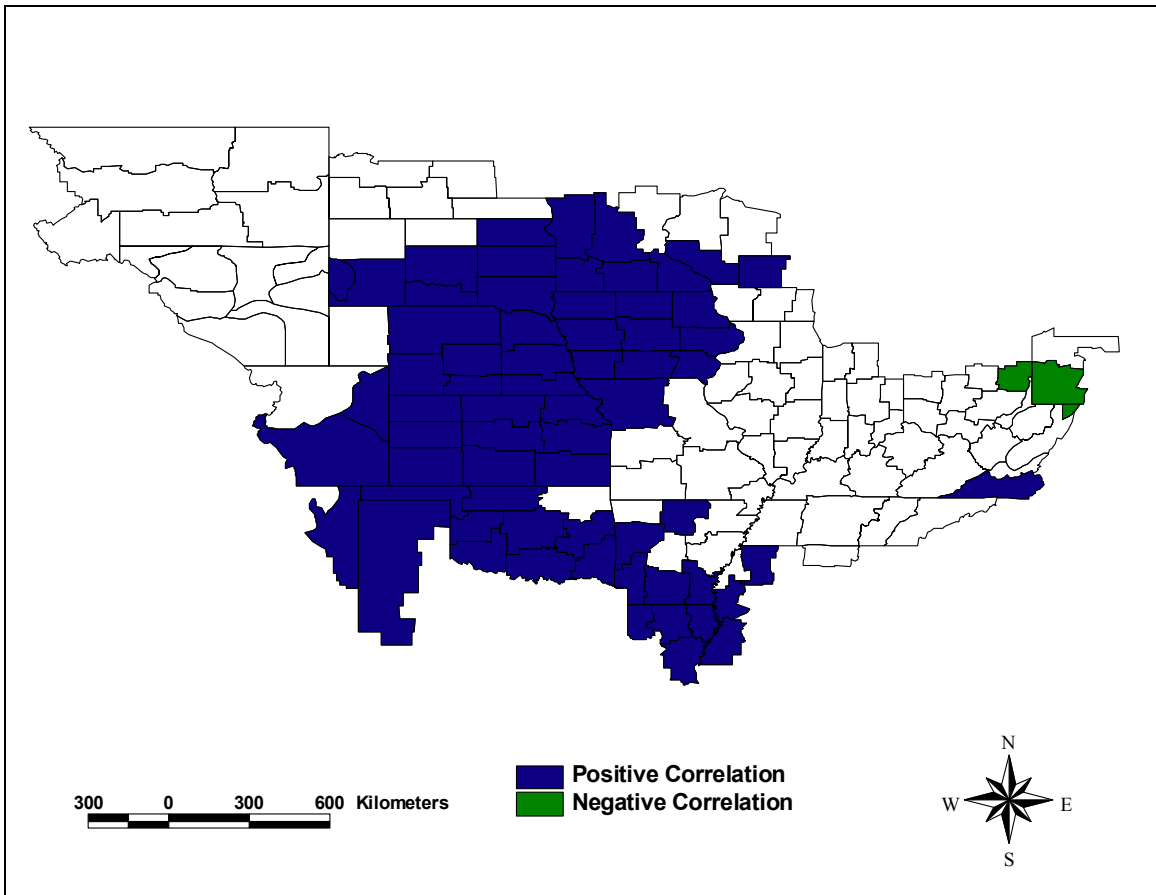 Positive Correlation
Negative Correlation
300 0 300 600 Kilometers
N
W E
S